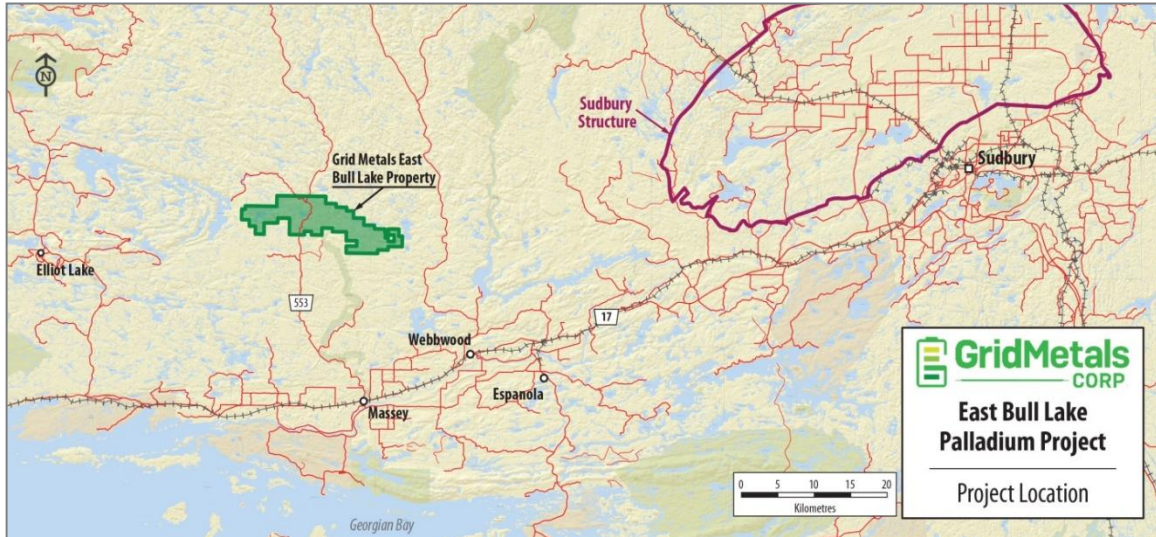 N
Sudbury
Structure
Sudbury
Grid Metals East
Bull Lake Property
Elliot Lake
553
17
Webbwood
Espanola
Massey
GridMetals
CORP
East Bull Lake
Palladium Project
Project Location
0 5 10 15 20
Kilometres
Georgian Bay